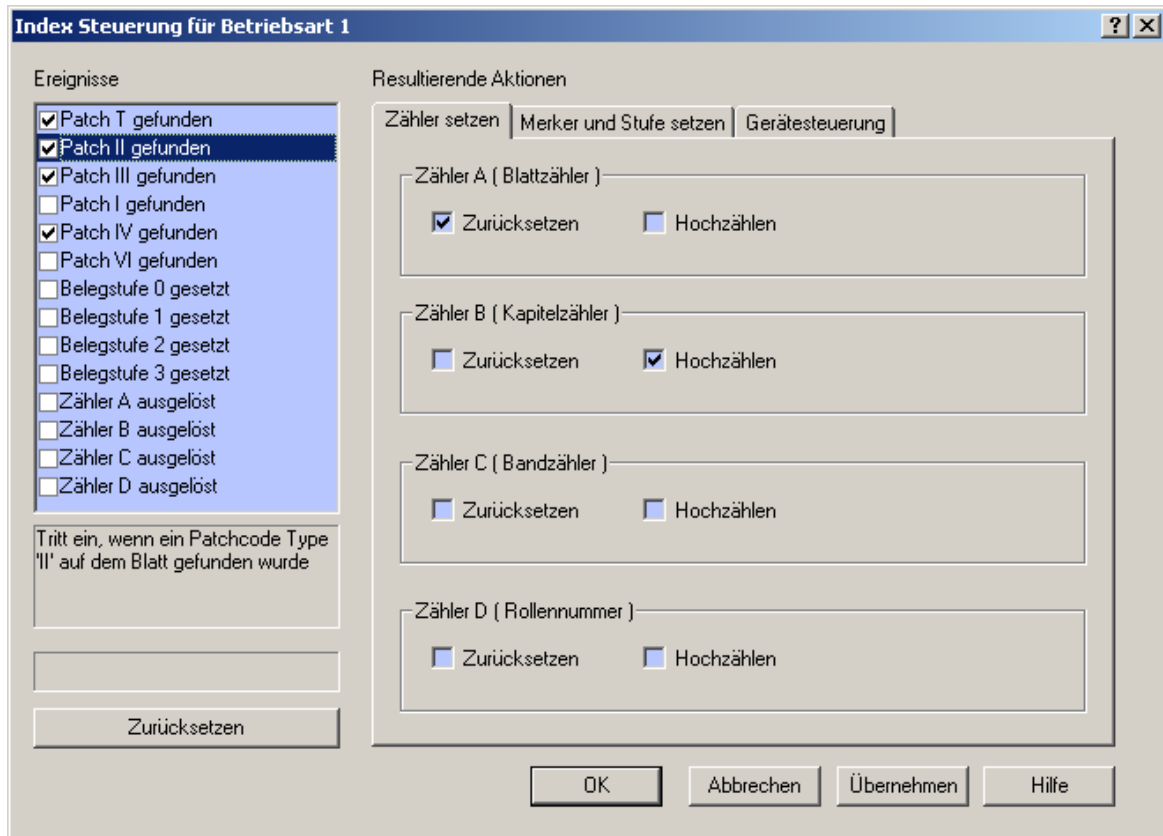 Index Steuerung für Betriebsart 1
Ereignisse
Patch T gefunden
Patch II gefunden
Patch III gefunden
Patch I gefunden
Patch IV gefunden
Patch VI gefunden
Belegstufe 0 gesetzt
Belegstufe 1 gesetzt
Belegstufe 2 gesetzt
Belegstufe 3 gesetzt
Zähler A ausgelöst
Zähler B ausgelöst
Zähler C ausgelöst
Zähler D ausgelöst
Tritt ein, wenn ein Patchcode Type
'II' auf dem Blatt gefunden wurde
Zurücksetzen
Resultierende Aktionen
Zähler setzen Merker und Stufe setzen Gerätesteuerung
Zähler A ( Blattzähler )
Zurücksetzen Hochzählen
Zähler B ( Kapitelzähler )
Zurücksetzen Hochzählen
Zähler C ( Bandzähler )
Zurücksetzen Hochzählen
Zähler D ( Rollennummer )
Zurücksetzen Hochzählen
OK Abbrechen Übernehmen Hilfe